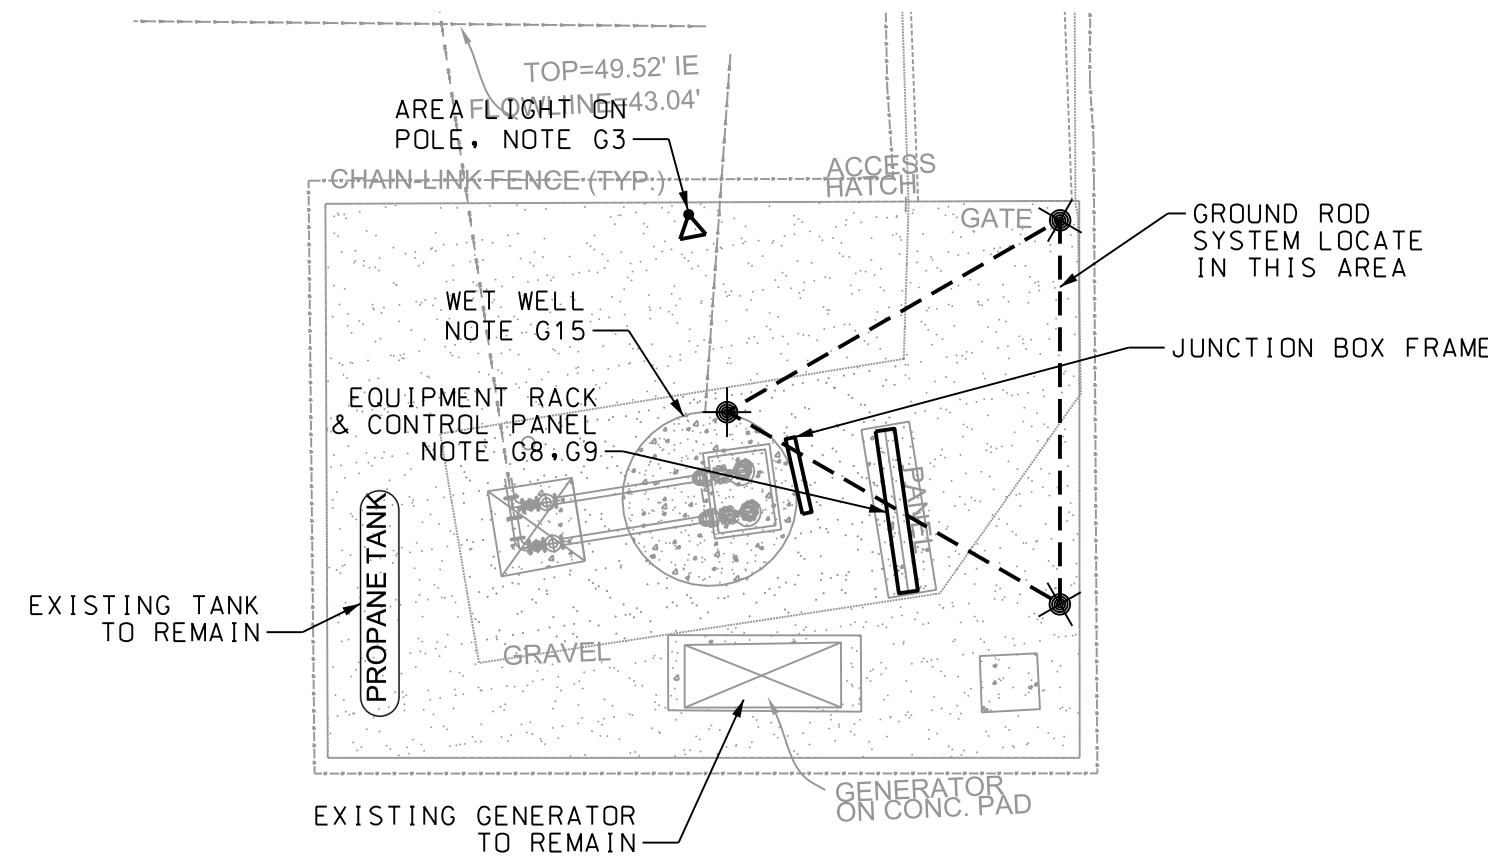 TOP=49.52' IE
FLOWLINE=43.04'
AREA LIGHT ON
POLE, NOTE G3
CHAIN-LINK FENCE (TYP.)
ACCESS
HATCH
GATE
GROUND ROD
SYSTEM LOCATE
IN THIS AREA
WET WELL
NOTE G15
JUNCTION BOX FRAME
EQUIPMENT RACK
& CONTROL PANEL
NOTE G8,G9
PANEL
PROPANE TANK
EXISTING TANK
TO REMAIN
GRAVEL
GENERATOR
ON CONC. PAD
EXISTING GENERATOR
TO REMAIN